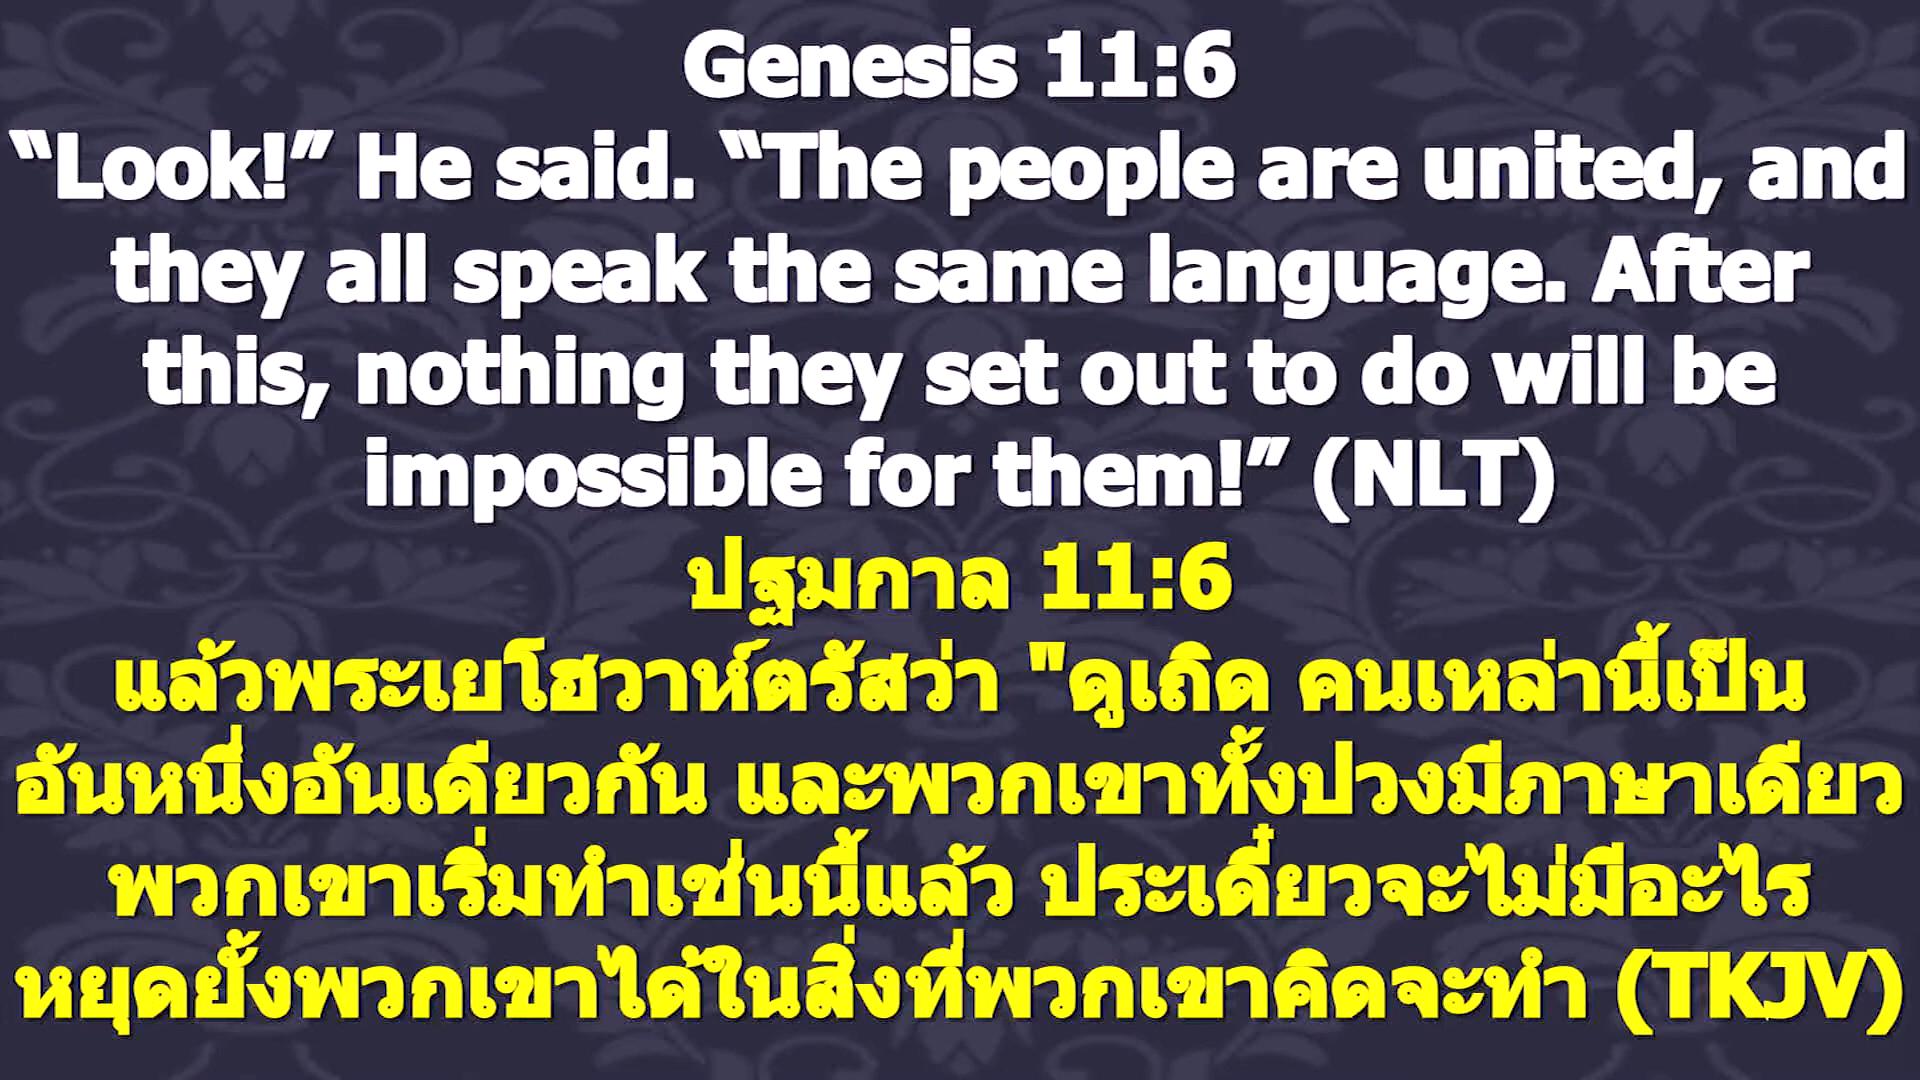 Genesis 11:6
“Look!” He said. “The people are united, and
they all speak the same language. After
this, nothing they set out to do will be
impossible for them!” (NLT)
ปฐมกาล 11:6
แล้วพระเยโฮวาห์ตรัสว่า "ดูเถิด คนเหล่านี้เป็น
อันหนึ่งอันเดียวกัน และพวกเขาทั้งปวงมีภาษาเดียว
พวกเขาเริ่มทำเช่นนี้แล้ว ประเดี๋ยวจะไม่มีอะไร
หยุดยั้งพวกเขาได้ในสิ่งที่พวกเขาคิดจะทำ (TKJV)